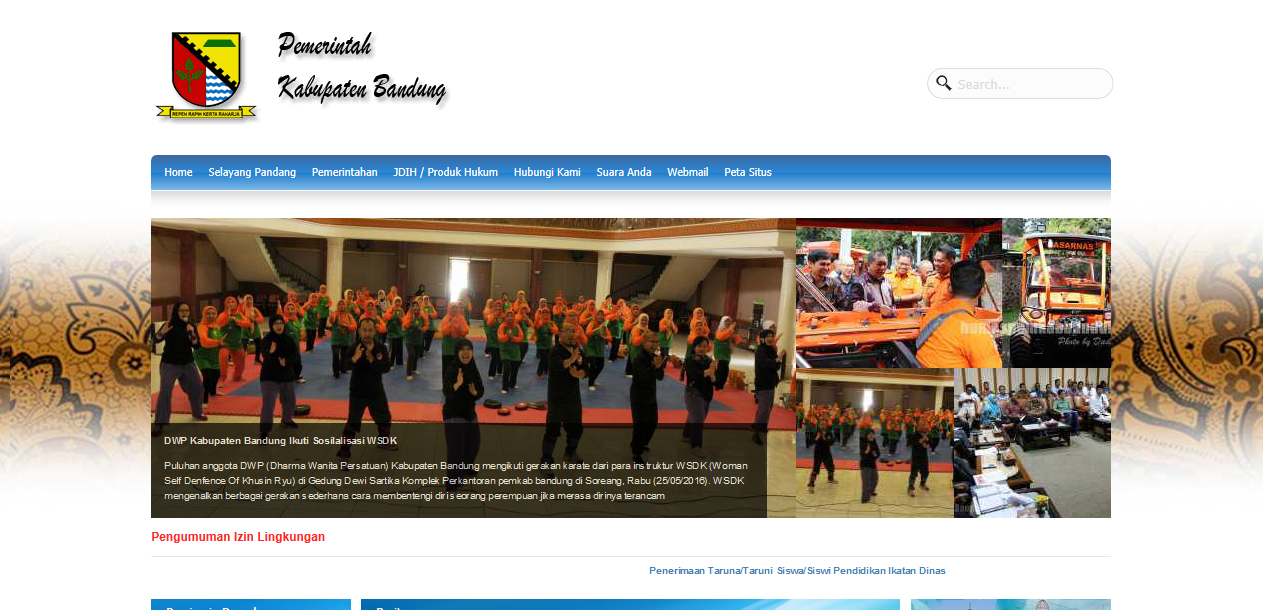 Pemerintah
Kabupaten Bandung
REPEH RAPIH KERTA RAHARJA
Search...
Home Selayang Pandang Pemerintahan JDIH / Produk Hukum Hubungi Kami Suara Anda Webmail Peta Situs
BASARNAS
Photo by
DWP Kabupaten Bandung Ikuti Sosilalisasi WSDK
Puluhan anggota DWP (Dharma Wanita Persatuan) Kabupaten Bandung mengikuti gerakan karate dari para instruktur WSDK (Woman
Self Denfence Of Khusin Ryu) di Gedung Dewi Sartika Komplek Perkantoran pemkab bandung di Soreang, Rabu (25/05/2016). WSDK
mengenalkan berbagai gerakan sederhana cara membentengi diri seorang perempuan jika merasa dirinya terancam
Pengumuman Izin Lingkungan
Penerimaan Taruna/Taruni Siswa/Siswi Pendidikan Ikatan Dinas